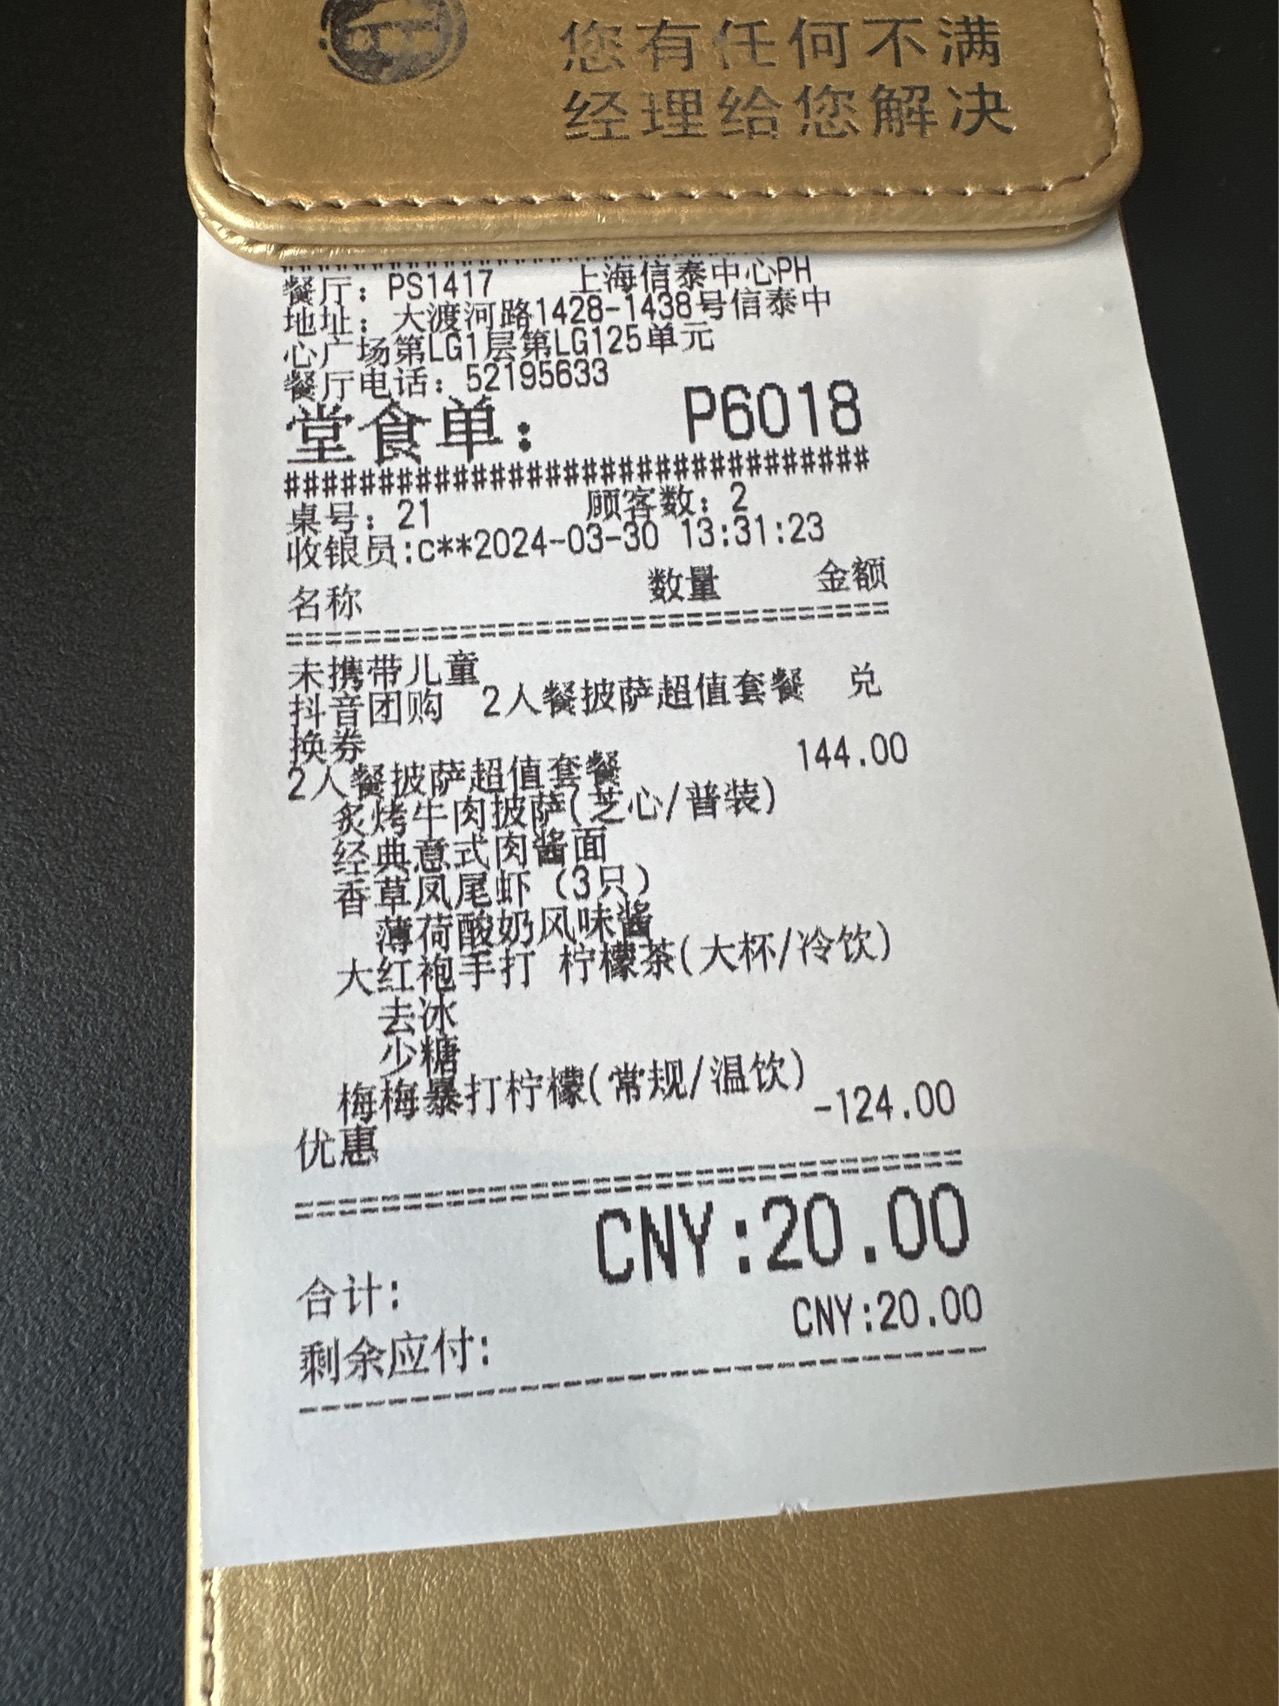 您有任何不满
经理给您解决
餐厅: PS1417 上海信泰中心PH
地址: 大渡河路1428-1438号信泰中
心广场第LG1层第LG125单元
餐厅电话: 52195633
堂食单: P6018
######################################
桌号: 21 顾客数: 2
收银员:c**2024-03-30 13:31:23
名称 数量 金额
未携带儿童
抖音团购 2人餐披萨超值套餐 兑
换券
2人餐披萨超值套餐 144.00
炙烤牛肉披萨(芝心/普装)
经典意式肉酱面
香草凤尾虾 (3只)
薄荷酸奶风味酱
大红袍手打 柠檬茶(大杯/冷饮)
去冰
少糖
梅梅暴打柠檬(常规/温饮)
优惠 -124.00
合计: CNY:20.00
剩余应付: CNY:20.00